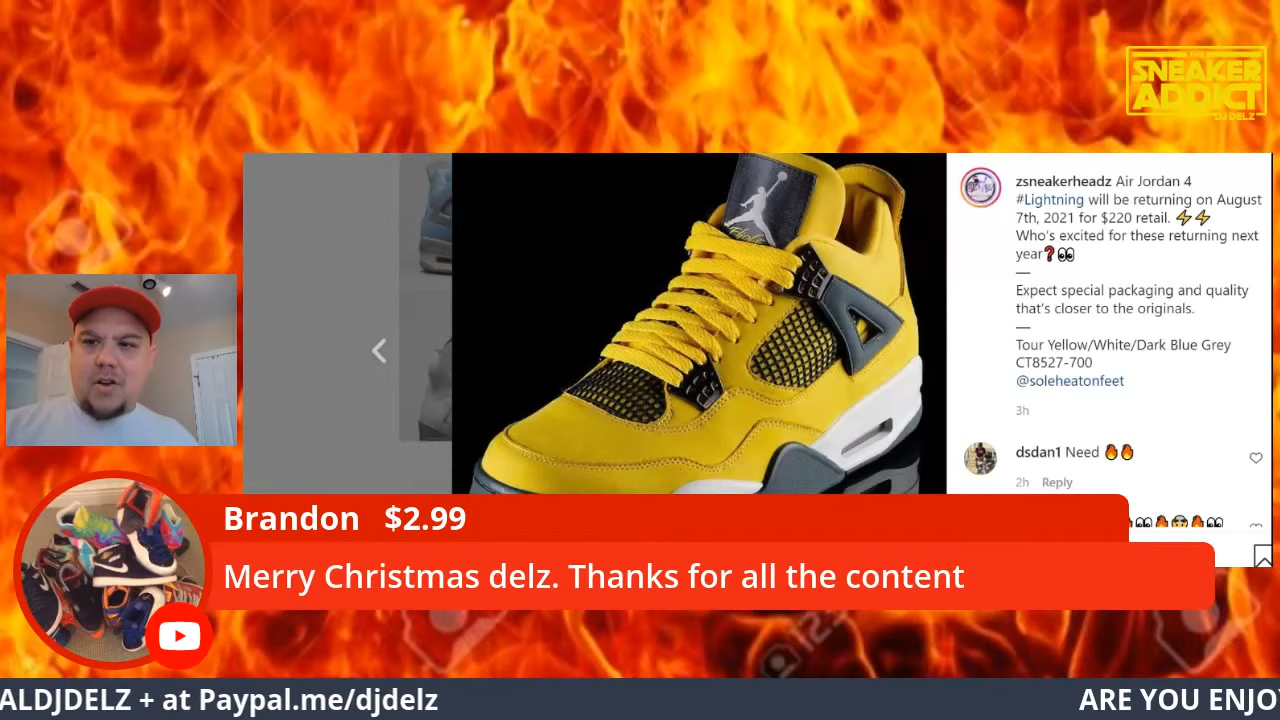 THE
SNEAKER
ADDICT
DJ DELZ
zsneakerheadz Air Jordan 4
#Lightning will be returning on August
7th, 2021 for $220 retail. ⚡⚡
Who's excited for these returning next
year❓👀
—
Expect special packaging and quality
that's closer to the originals.
—
Tour Yellow/White/Dark Blue Grey
CT8527-700
@soleheatonfeet
3h
dsdan1 Need 🔥🔥
2h Reply
Flight
Brandon $2.99
Merry Christmas delz. Thanks for all the content
ALDJDELZ + at Paypal.me/djdelz
ARE YOU ENJO